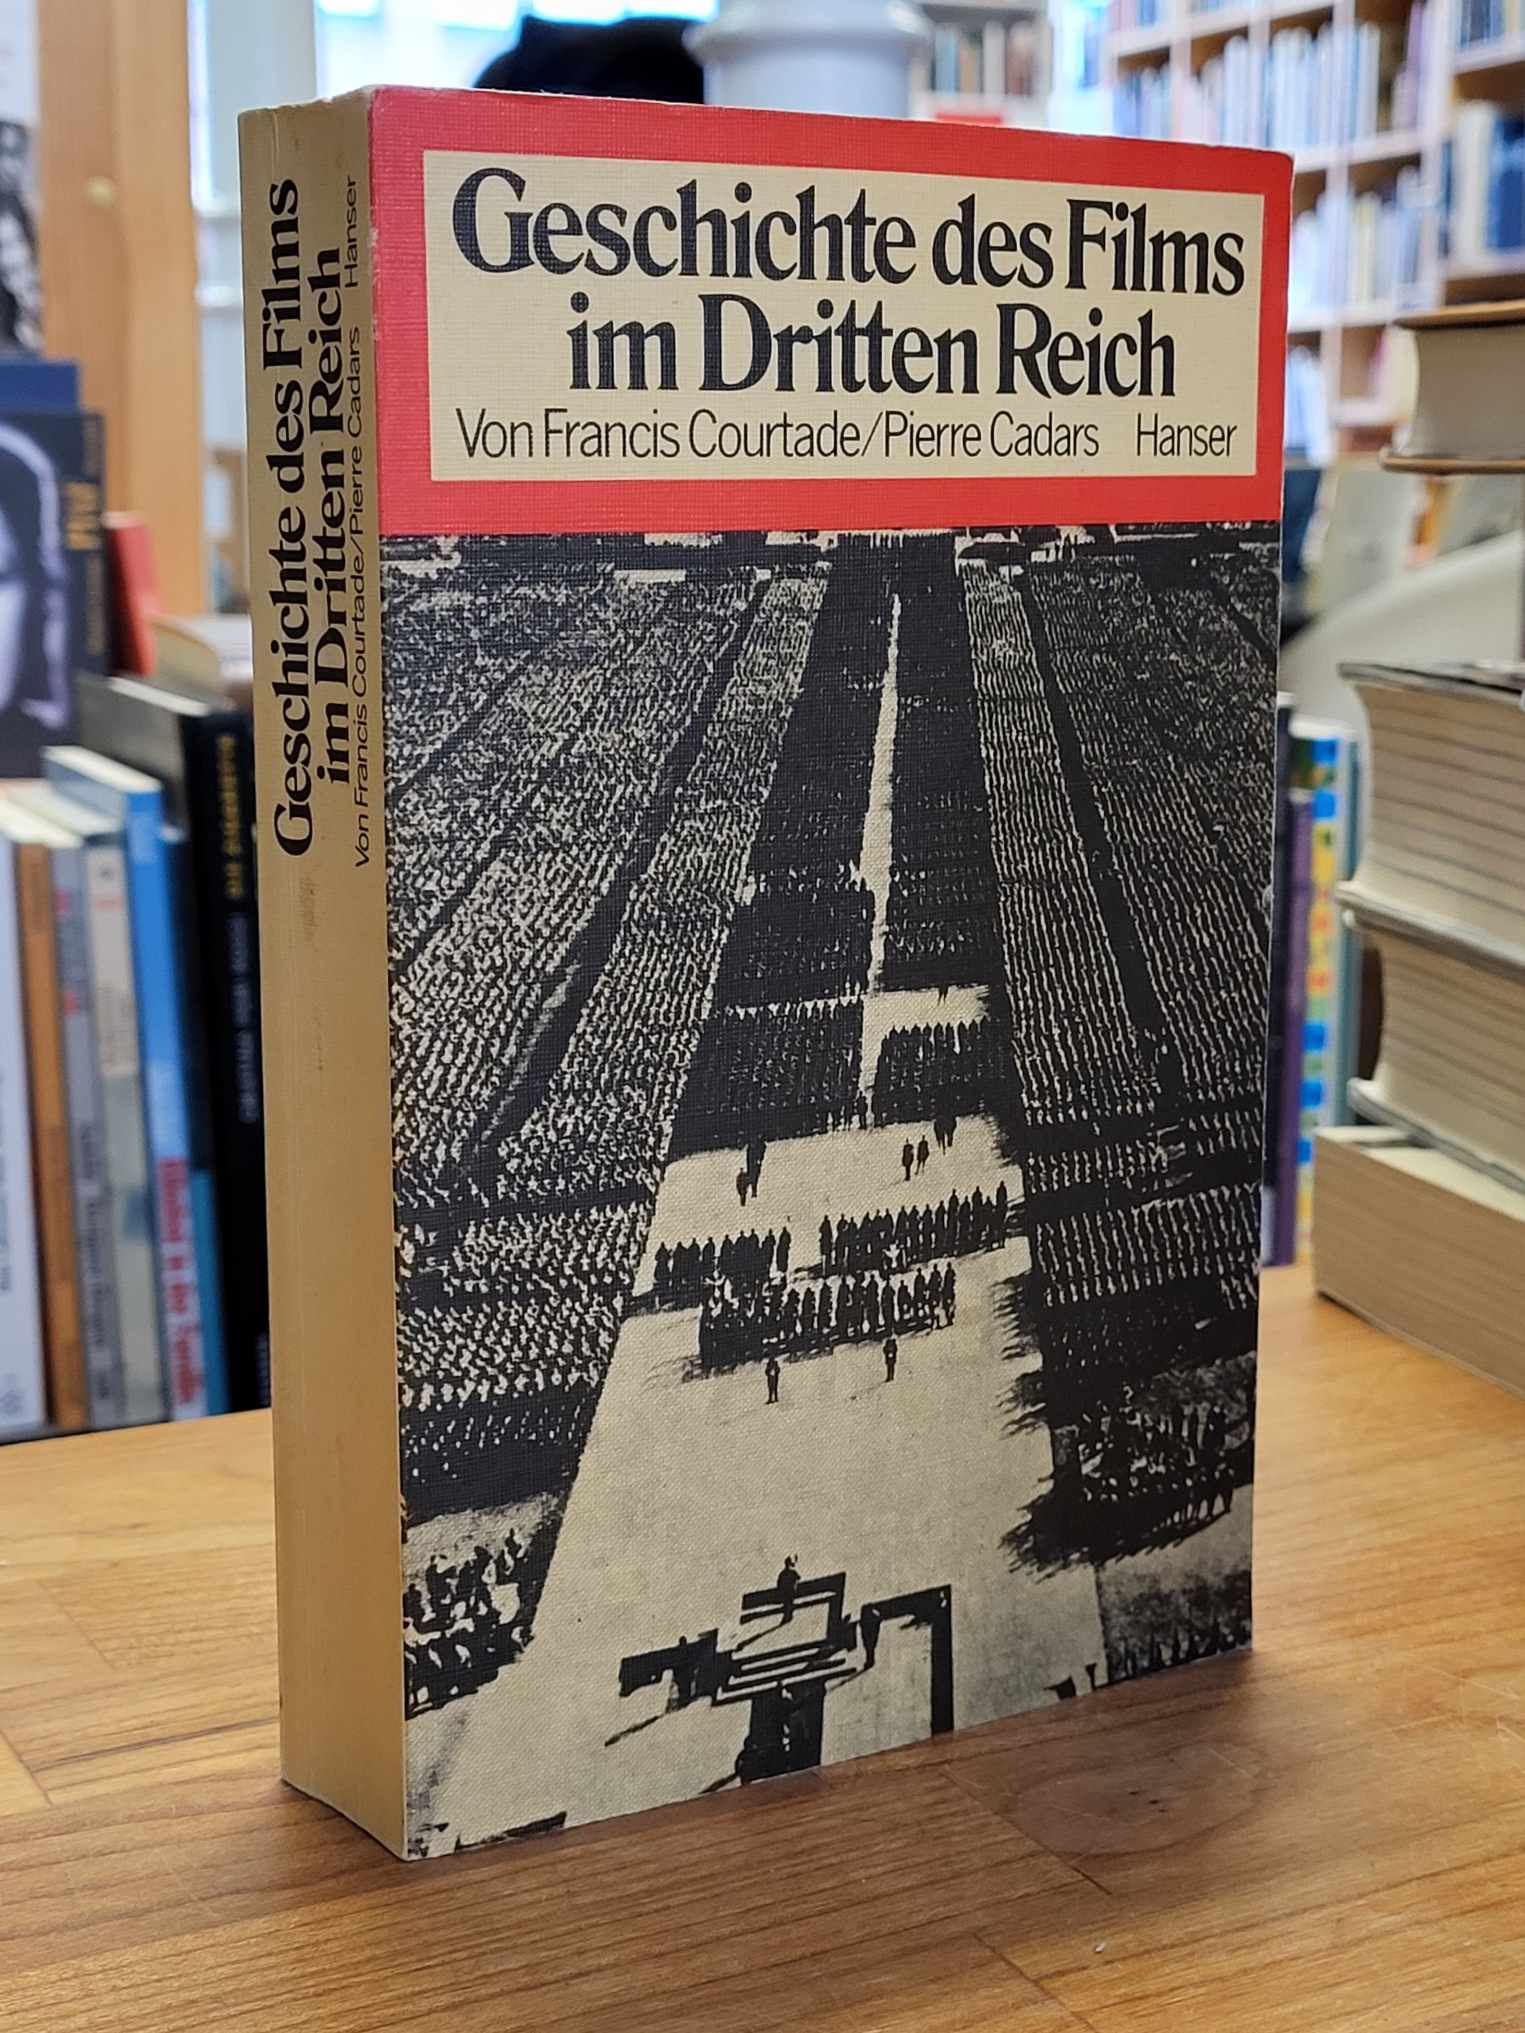 Geschichte des Films
im Dritten Reich
Von Francis Courtade/Pierre Cadars Hanser
Geschichte des Films
im Dritten Reich
Von Francis Courtade/Pierre Cadars Hanser